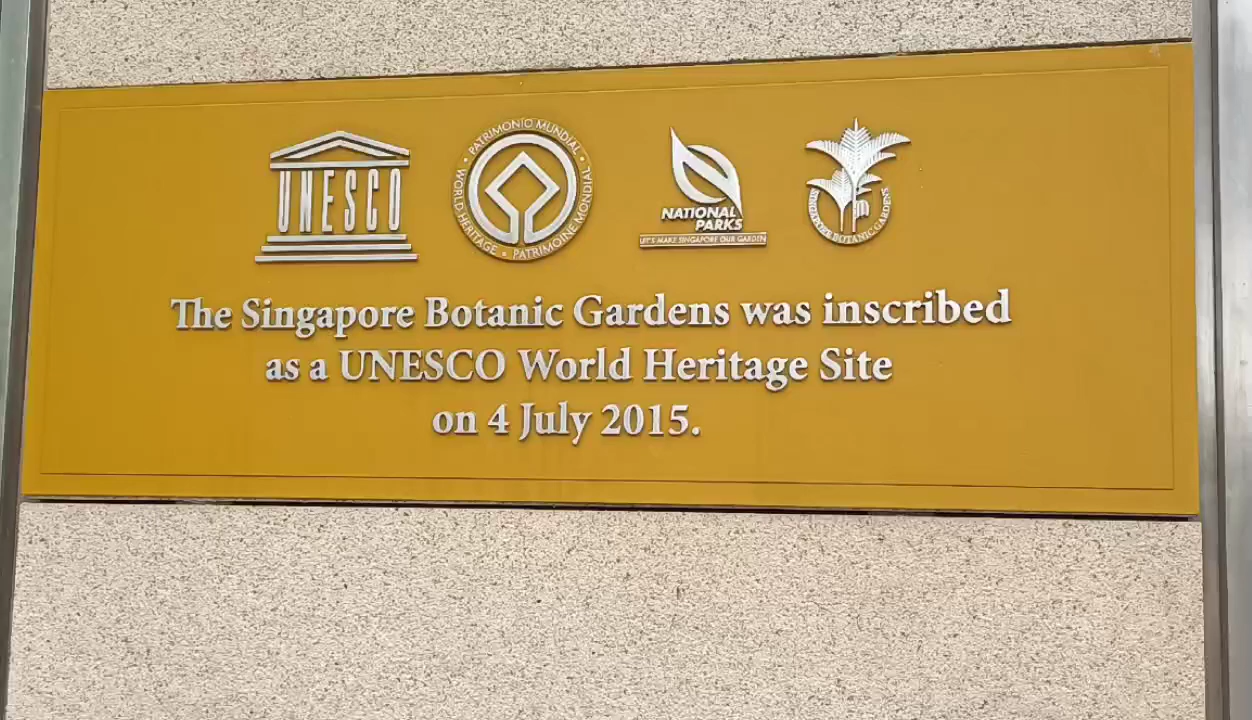 UNESCO
WORLD HERITAGE • PATRIMONIO MUNDIAL • PATRIMOINE MONDIAL •
NATIONAL
PARKS
LET'S MAKE SINGAPORE OUR GARDEN
SINGAPORE BOTANIC GARDENS
The Singapore Botanic Gardens was inscribed
as a UNESCO World Heritage Site
on 4 July 2015.